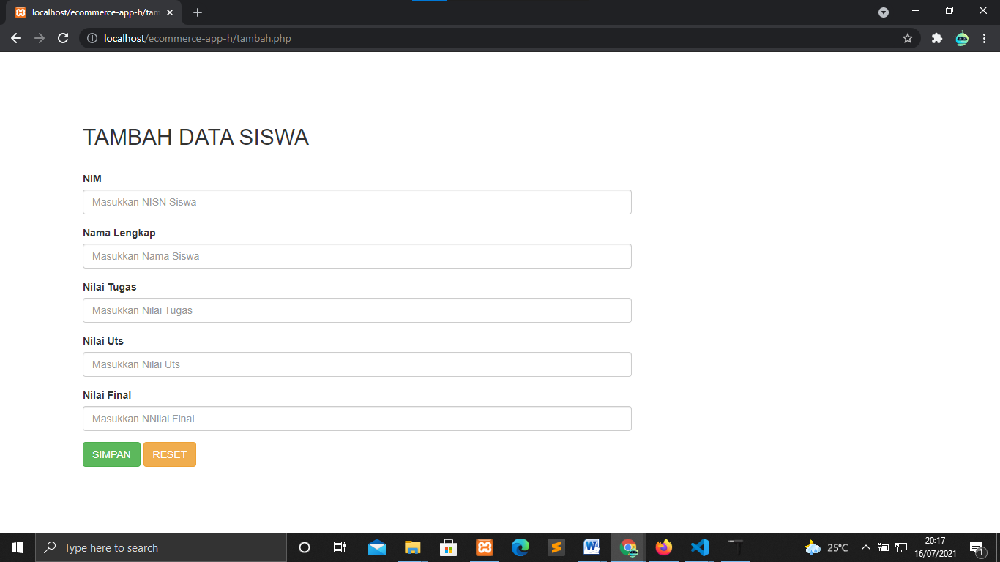 localhost/ecommerce-app-h/tam
localhost/ecommerce-app-h/tambah.php
TAMBAH DATA SISWA
NIM
Masukkan NISN Siswa
Nama Lengkap
Masukkan Nama Siswa
Nilai Tugas
Masukkan Nilai Tugas
Nilai Uts
Masukkan Nilai Uts
Nilai Final
Masukkan NNilai Final
SIMPAN RESET
Type here to search
25°C
20:17
16/07/2021
1